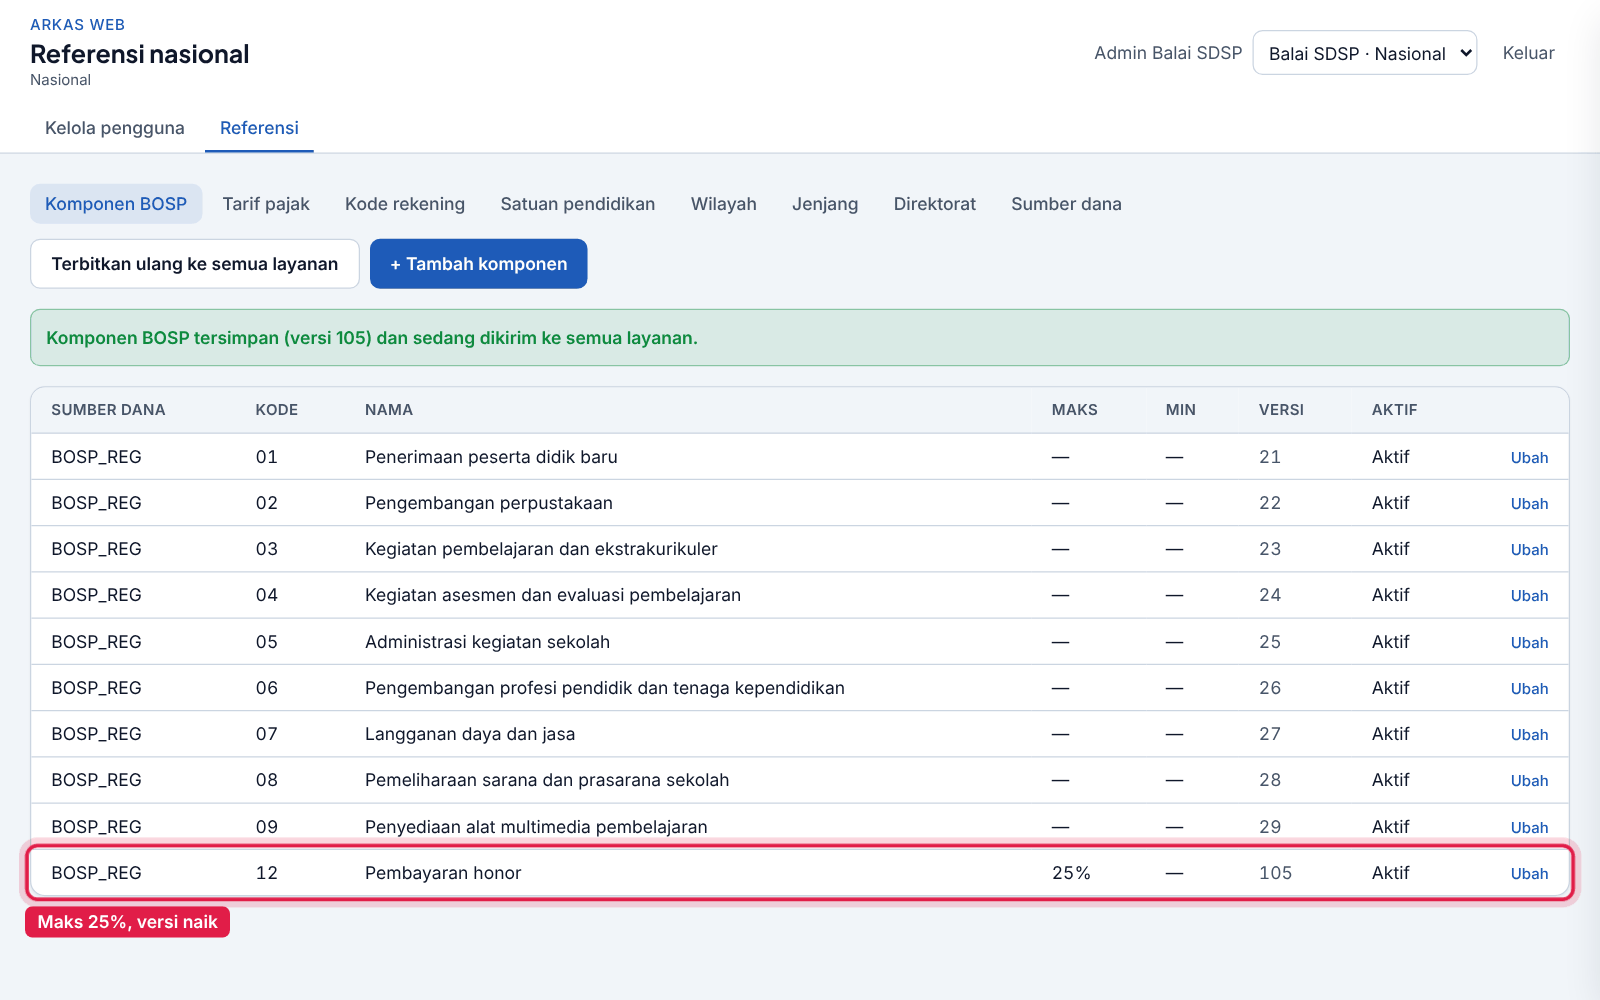 ARKAS WEB
Referensi nasional
Nasional
Admin Balai SDSP
Balai SDSP · Nasional
Keluar
Kelola pengguna
Referensi
Komponen BOSP
Tarif pajak
Kode rekening
Satuan pendidikan
Wilayah
Jenjang
Direktorat
Sumber dana
Terbitkan ulang ke semua layanan
+ Tambah komponen
Komponen BOSP tersimpan (versi 105) dan sedang dikirim ke semua layanan.
SUMBER DANA KODE NAMA MAKS MIN VERSI AKTIF
BOSP_REG 01 Penerimaan peserta didik baru — — 21 Aktif Ubah
BOSP_REG 02 Pengembangan perpustakaan — — 22 Aktif Ubah
BOSP_REG 03 Kegiatan pembelajaran dan ekstrakurikuler — — 23 Aktif Ubah
BOSP_REG 04 Kegiatan asesmen dan evaluasi pembelajaran — — 24 Aktif Ubah
BOSP_REG 05 Administrasi kegiatan sekolah — — 25 Aktif Ubah
BOSP_REG 06 Pengembangan profesi pendidik dan tenaga kependidikan — — 26 Aktif Ubah
BOSP_REG 07 Langganan daya dan jasa — — 27 Aktif Ubah
BOSP_REG 08 Pemeliharaan sarana dan prasarana sekolah — — 28 Aktif Ubah
BOSP_REG 09 Penyediaan alat multimedia pembelajaran — — 29 Aktif Ubah
BOSP_REG 12 Pembayaran honor 25% — 105 Aktif Ubah
Maks 25%, versi naik